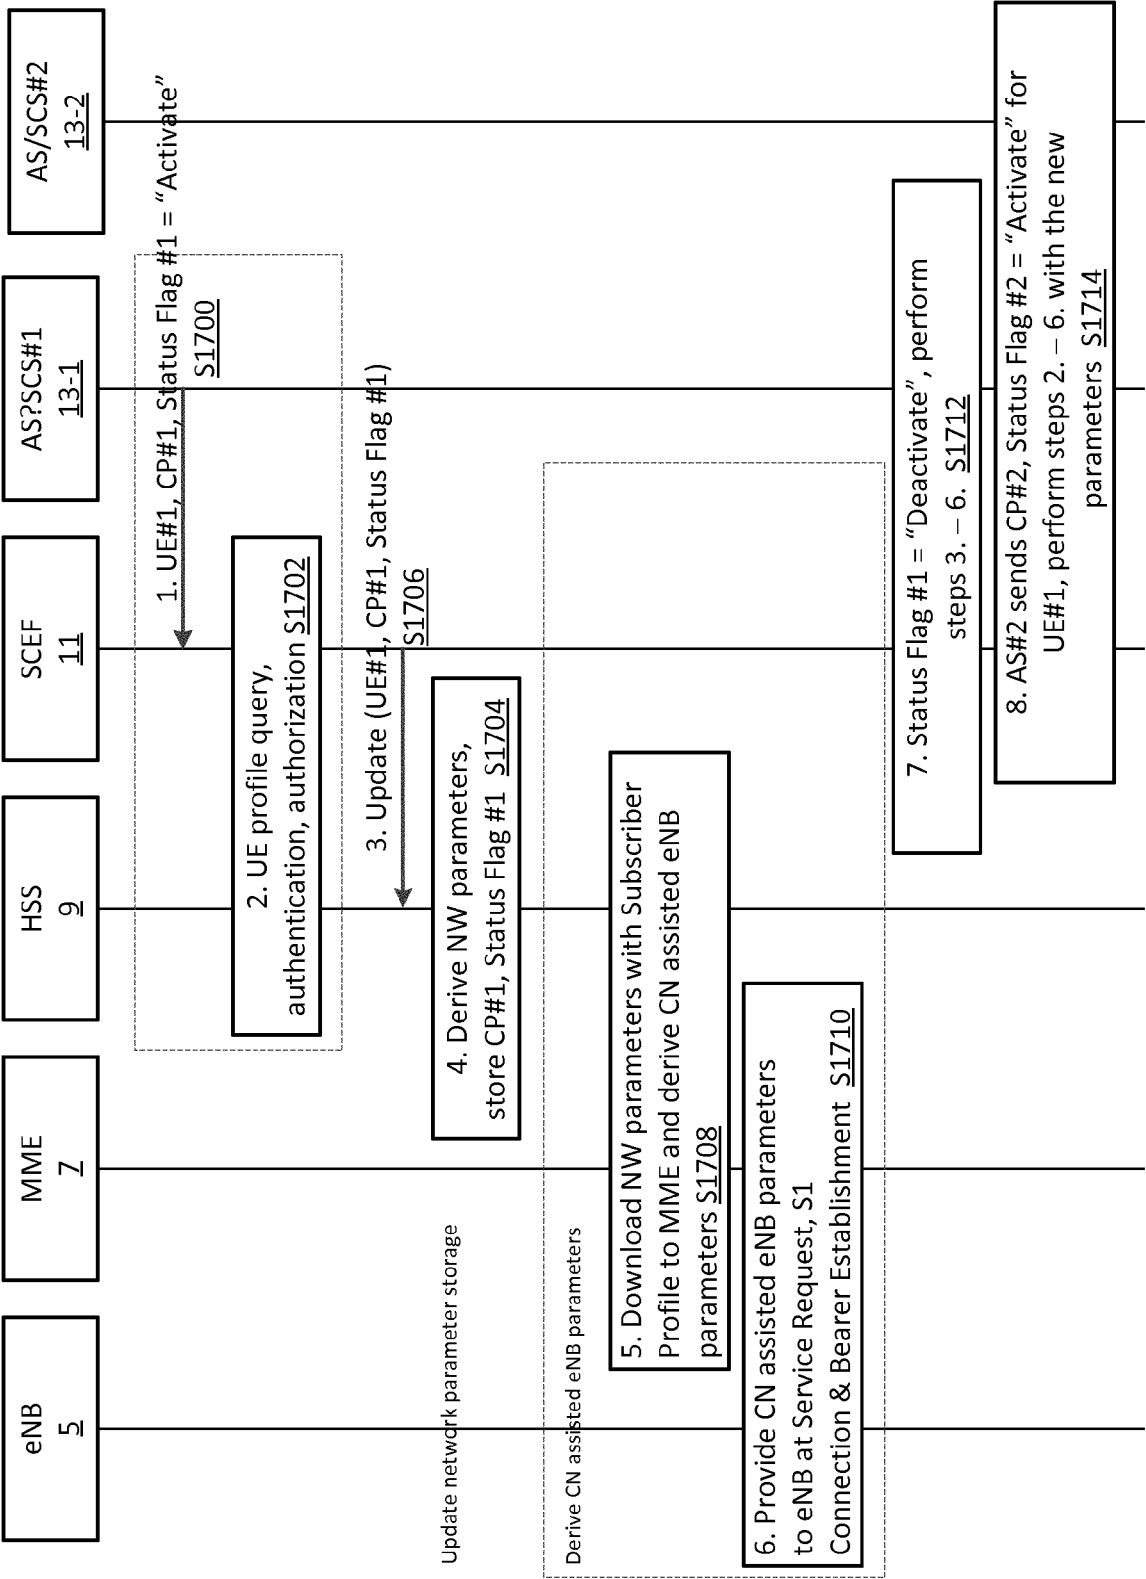 eNB
5
MME
7
HSS
9
SCEF
11
AS?SCS#1
13-1
AS/SCS#2
13-2
1. UE#1, CP#1, Status Flag #1 = “Activate”
S1700
2. UE profile query,
authentication, authorization S1702
3. Update (UE#1, CP#1, Status Flag #1)
S1706
Update network parameter storage
4. Derive NW parameters,
store CP#1, Status Flag #1 S1704
Derive CN assisted eNB parameters
5. Download NW parameters with Subscriber
Profile to MME and derive CN assisted eNB
parameters S1708
6. Provide CN assisted eNB parameters
to eNB at Service Request, S1
Connection & Bearer Establishment S1710
7. Status Flag #1 = “Deactivate”, perform
steps 3. – 6. S1712
8. AS#2 sends CP#2, Status Flag #2 = “Activate” for
UE#1, perform steps 2. – 6. with the new
parameters S1714